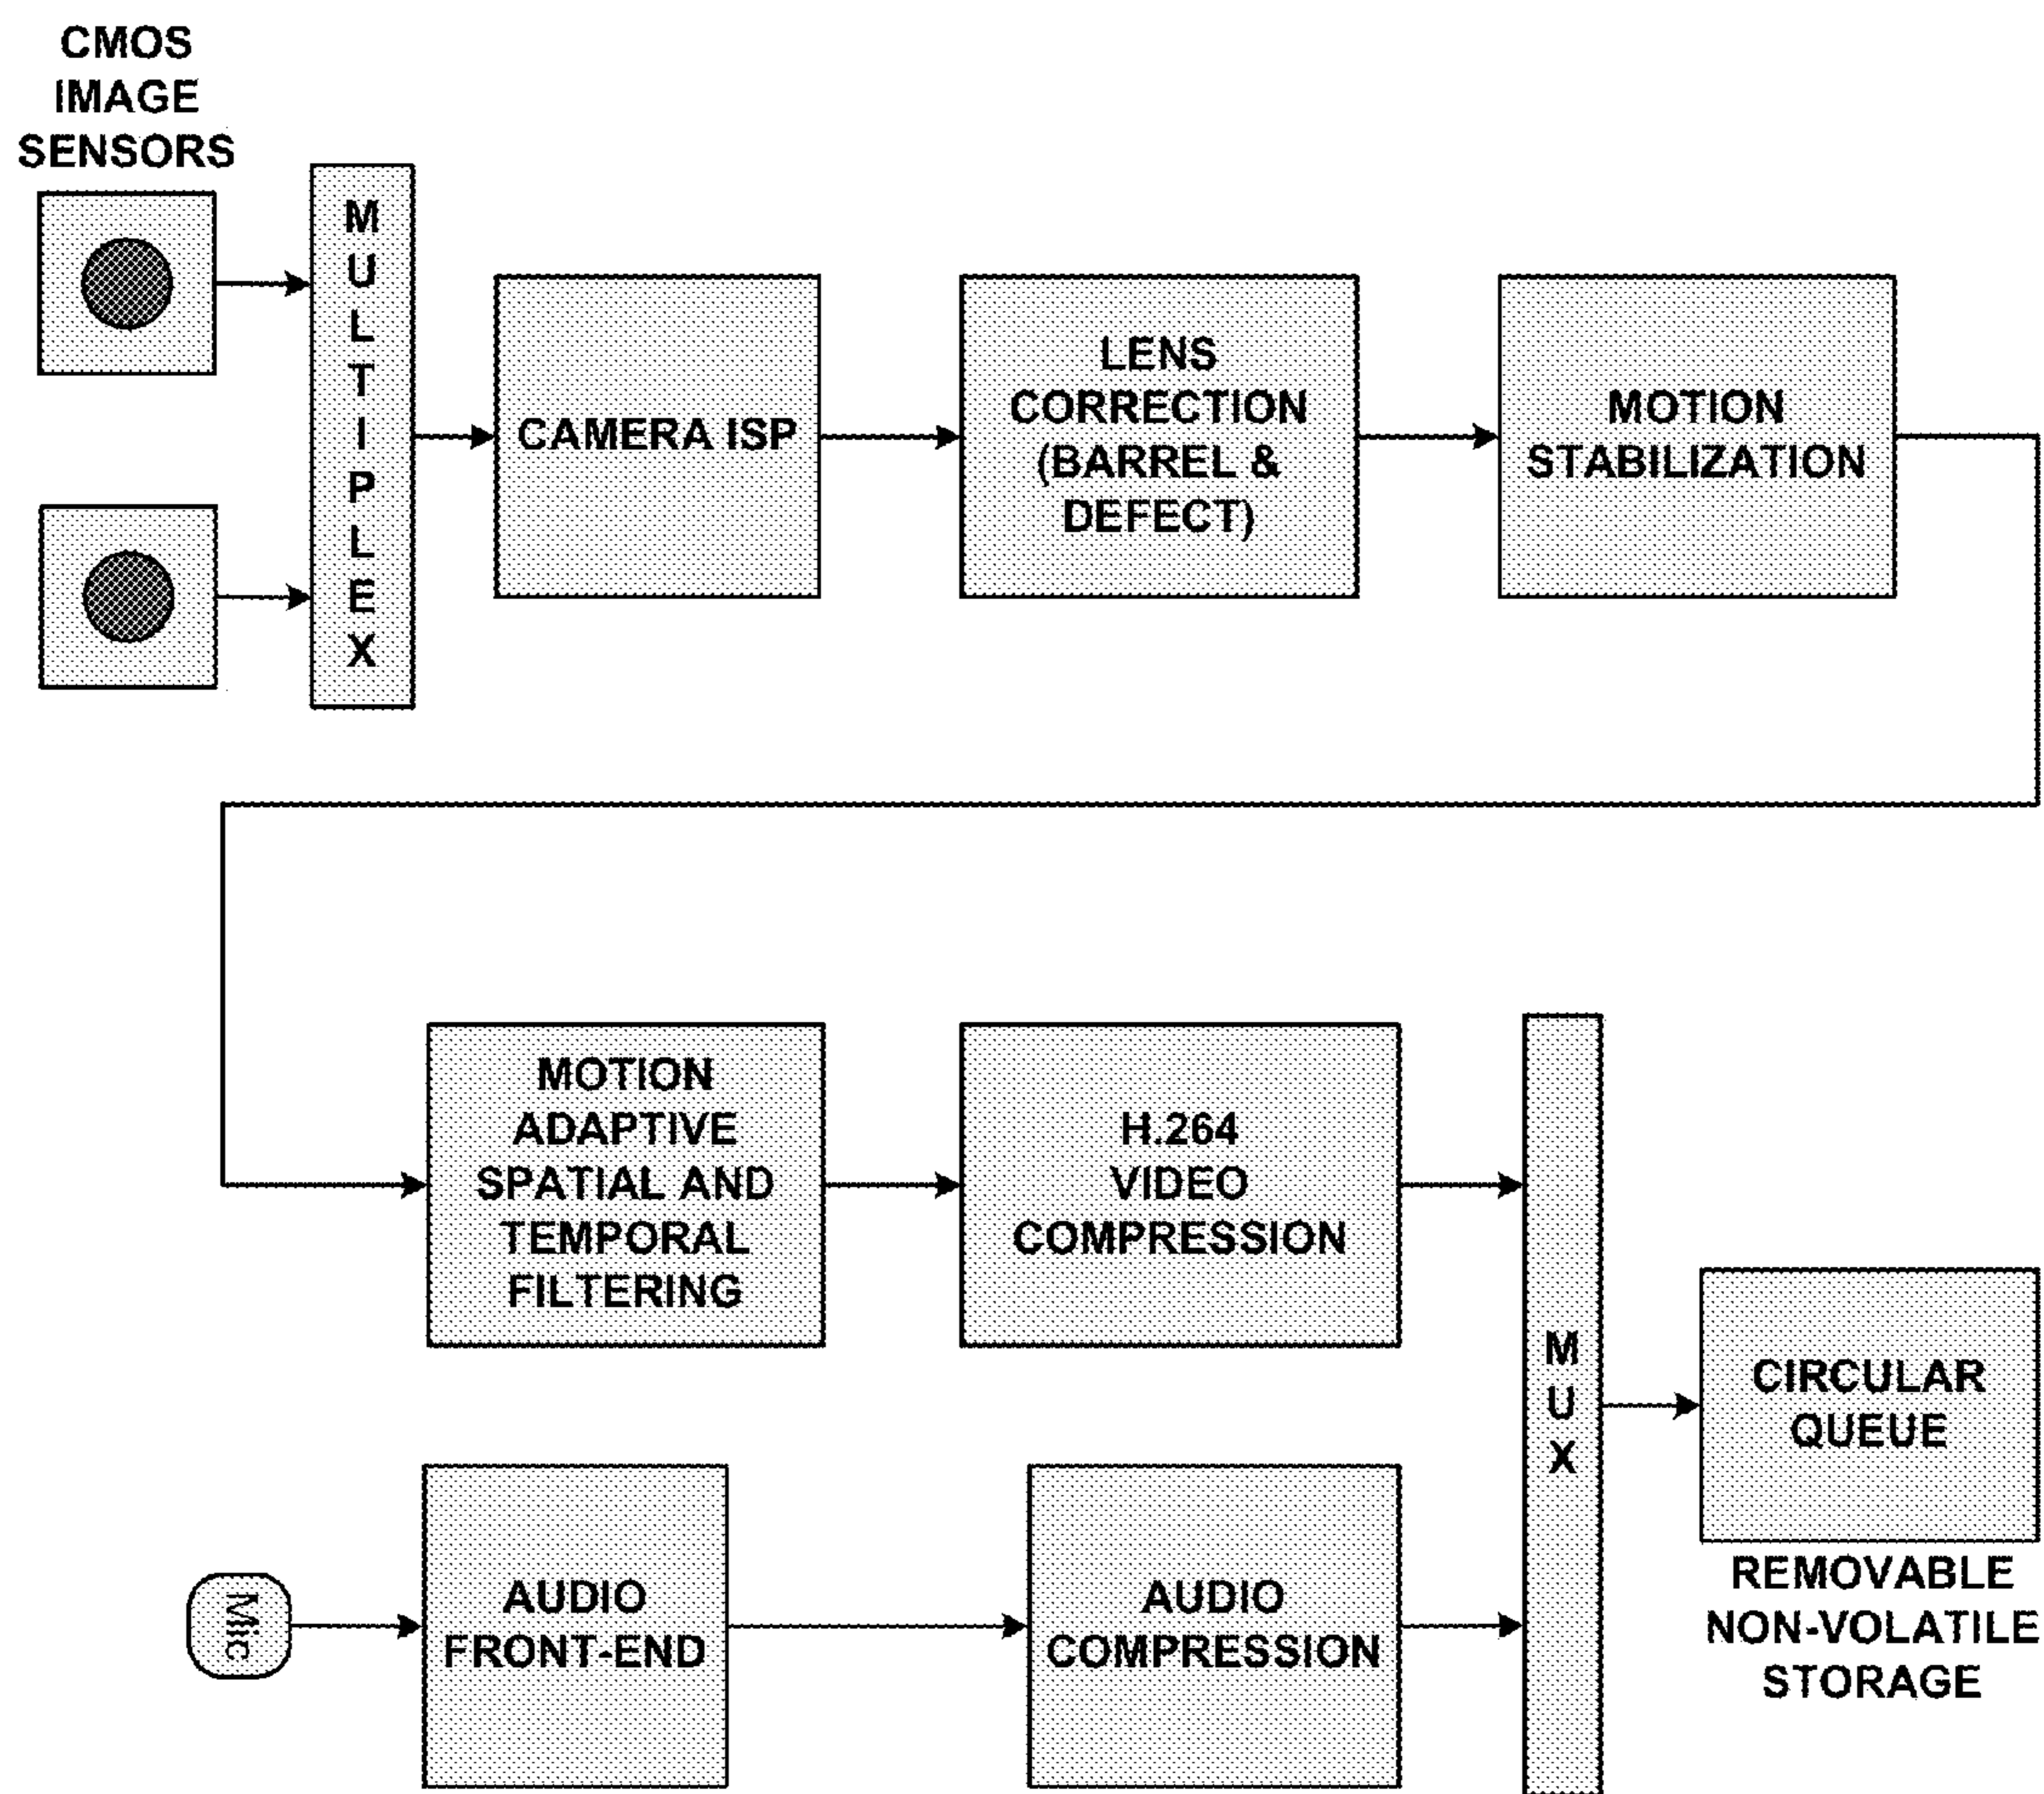 CMOS
IMAGE
SENSORS
MULTIPLEX
CAMERA ISP
LENS
CORRECTION
(BARREL &
DEFECT)
MOTION
STABILIZATION
MOTION
ADAPTIVE
SPATIAL AND
TEMPORAL
FILTERING
H.264
VIDEO
COMPRESSION
Mic
AUDIO
FRONT-END
AUDIO
COMPRESSION
MUX
CIRCULAR
QUEUE
REMOVABLE
NON-VOLATILE
STORAGE